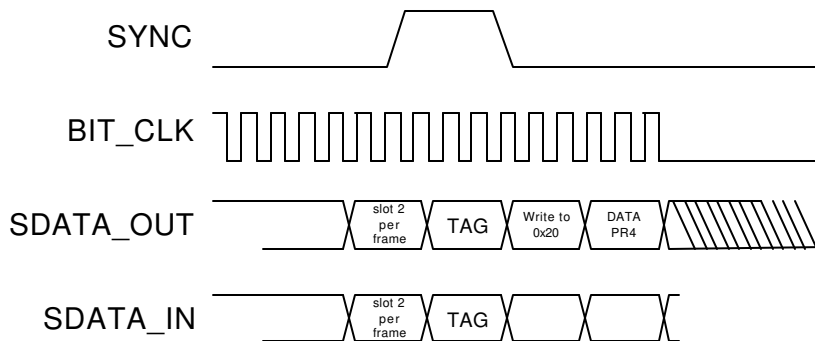 SYNC
BIT_CLK
SDATA_OUT
slot 2
per
frame
TAG
Write to
0x20
DATA
PR4
SDATA_IN
slot 2
per
frame
TAG